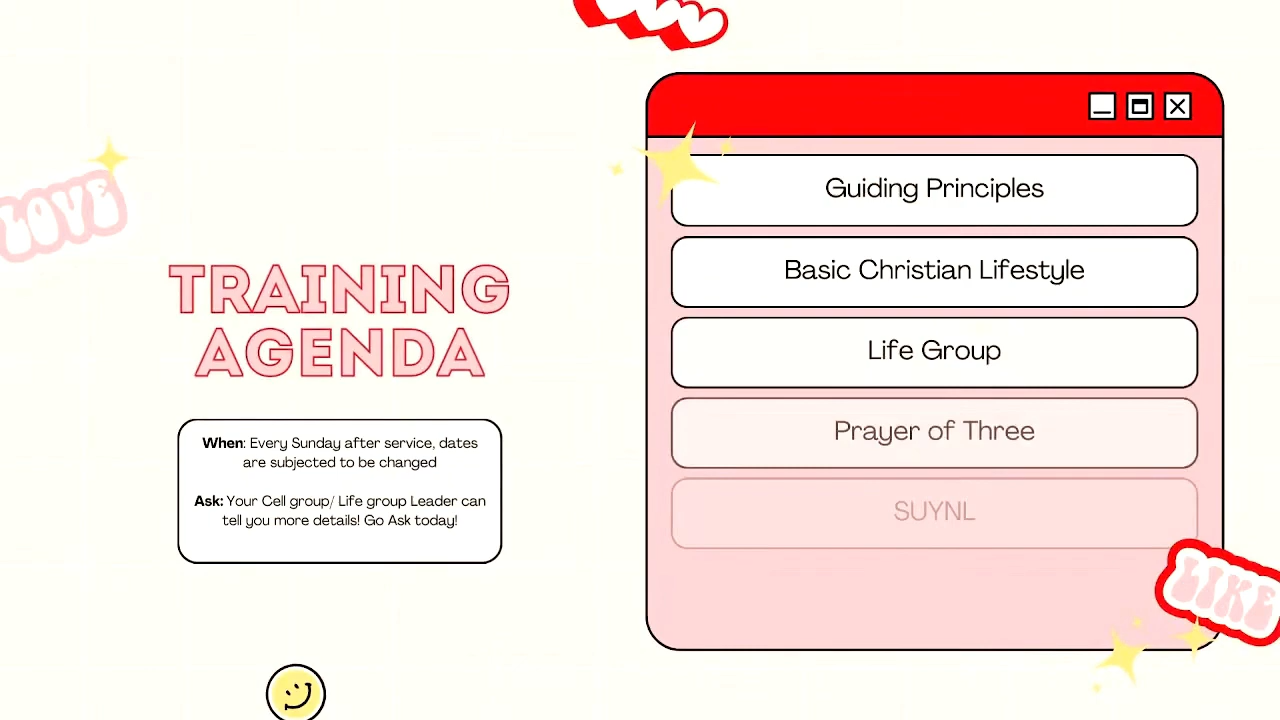 LOVE
TRAINING
AGENDA
When: Every Sunday after service, dates
are subjected to be changed
Ask: Your Cell group/ Life group Leader can
tell you more details! Go Ask today!
Guiding Principles
Basic Christian Lifestyle
Life Group
Prayer of Three
SUYNL
LIKE